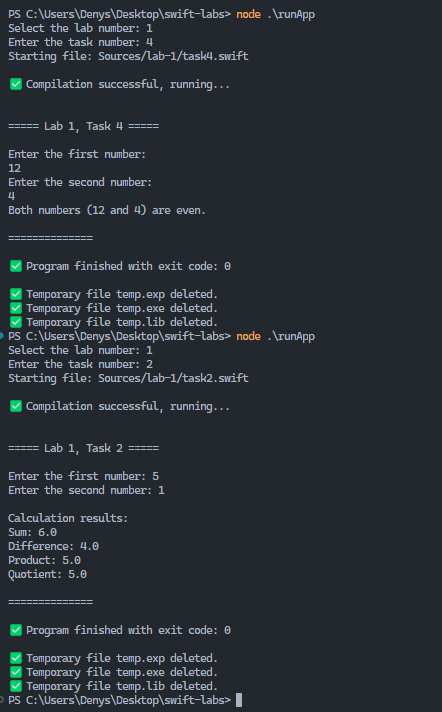 PS C:\Users\Denys\Desktop\swift-labs> node .\runApp
Select the lab number: 1
Enter the task number: 4
Starting file: Sources/lab-1/task4.swift
✅ Compilation successful, running...
===== Lab 1, Task 4 =====
Enter the first number:
12
Enter the second number:
4
Both numbers (12 and 4) are even.
==============
✅ Program finished with exit code: 0
✅ Temporary file temp.exp deleted.
✅ Temporary file temp.exe deleted.
✅ Temporary file temp.lib deleted.
PS C:\Users\Denys\Desktop\swift-labs> node .\runApp
Select the lab number: 1
Enter the task number: 2
Starting file: Sources/lab-1/task2.swift
✅ Compilation successful, running...
===== Lab 1, Task 2 =====
Enter the first number: 5
Enter the second number: 1
Calculation results:
Sum: 6.0
Difference: 4.0
Product: 5.0
Quotient: 5.0
==============
✅ Program finished with exit code: 0
✅ Temporary file temp.exp deleted.
✅ Temporary file temp.exe deleted.
✅ Temporary file temp.lib deleted.
PS C:\Users\Denys\Desktop\swift-labs>